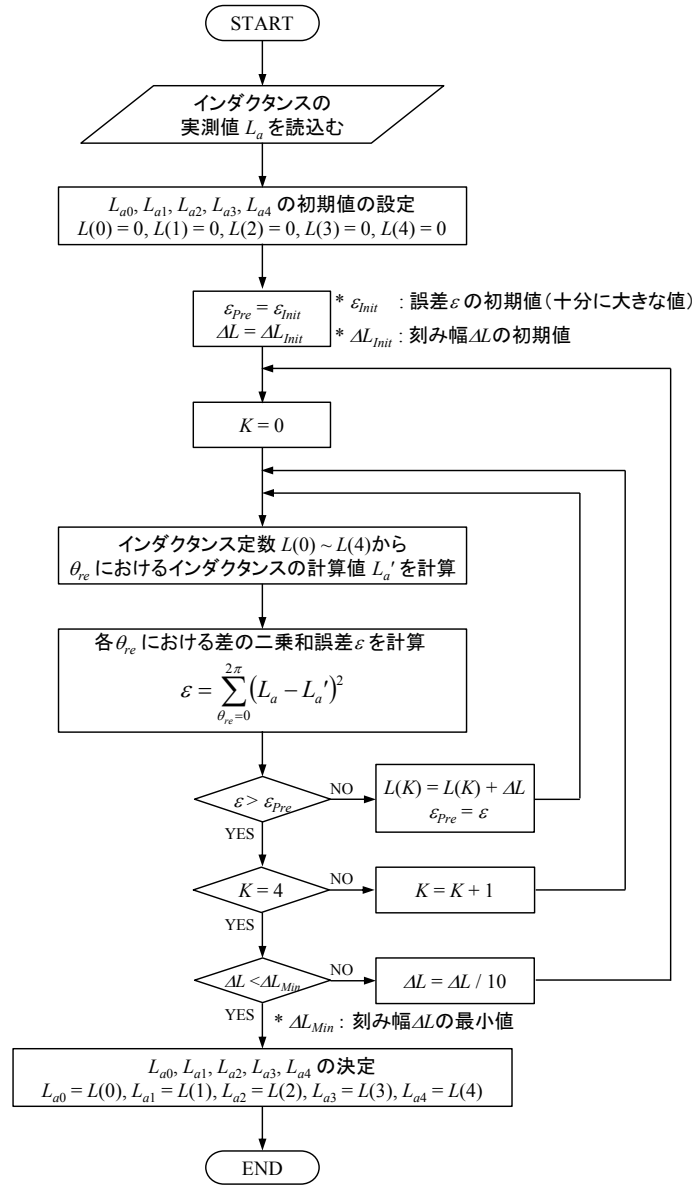 START
インダクタンスの
実測値 La を読込む
La0, La1, La2, La3, La4 の初期値の設定
L(0) = 0, L(1) = 0, L(2) = 0, L(3) = 0, L(4) = 0
εPre = εInit
ΔL = ΔLInit
* εInit : 誤差ε の初期値(十分に大きな値)
* ΔLInit : 刻み幅ΔLの初期値
K = 0
インダクタンス定数 L(0) ~ L(4)から
θre におけるインダクタンスの計算値 La' を計算
各θre における差の二乗和誤差ε を計算
ε = Σ_{θre=0}^{2π} (La − La')²
ε > εPre
NO
L(K) = L(K) + ΔL
εPre = ε
YES
K = 4
NO
K = K + 1
YES
ΔL < ΔLMin
NO
ΔL = ΔL / 10
YES
* ΔLMin : 刻み幅ΔLの最小値
La0, La1, La2, La3, La4 の決定
La0 = L(0), La1 = L(1), La2 = L(2), La3 = L(3), La4 = L(4)
END